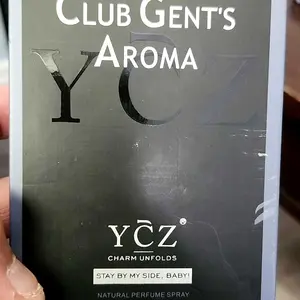 CLUB GENT'S
AROMA
YCZ
YCZ®
CHARM UNFOLDS
STAY BY MY SIDE, BABY!
NATURAL PERFUME SPRAY